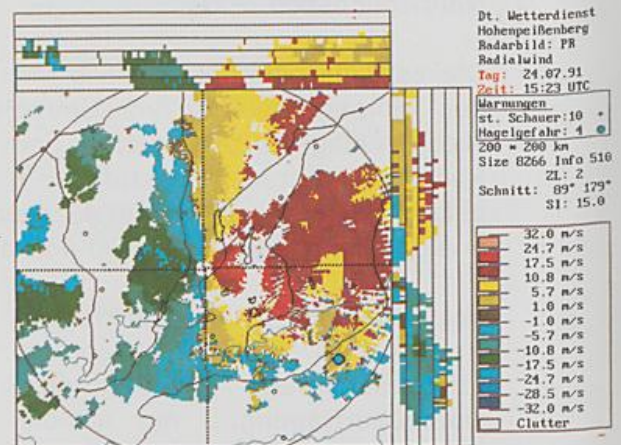 Dt. Wetterdienst
Hohenpeißenberg
Radarbild: PR
Radialwind
Tag: 24.07.91
Zeit: 15:23 UTC
Warnungen
st. Schauer:10
Hagelgefahr: 4
200 * 200 km
Size 8266 Info 510
ZL: 2
Schnitt: 89° 179°
SI: 15.0
32.0 m/S
24.7 m/S
17.5 m/S
10.8 m/S
5.7 m/S
1.0 m/S
-1.0 m/S
-5.7 m/S
-10.8 m/S
-17.5 m/S
-24.7 m/S
-28.5 m/S
-32.0 m/S
Clutter